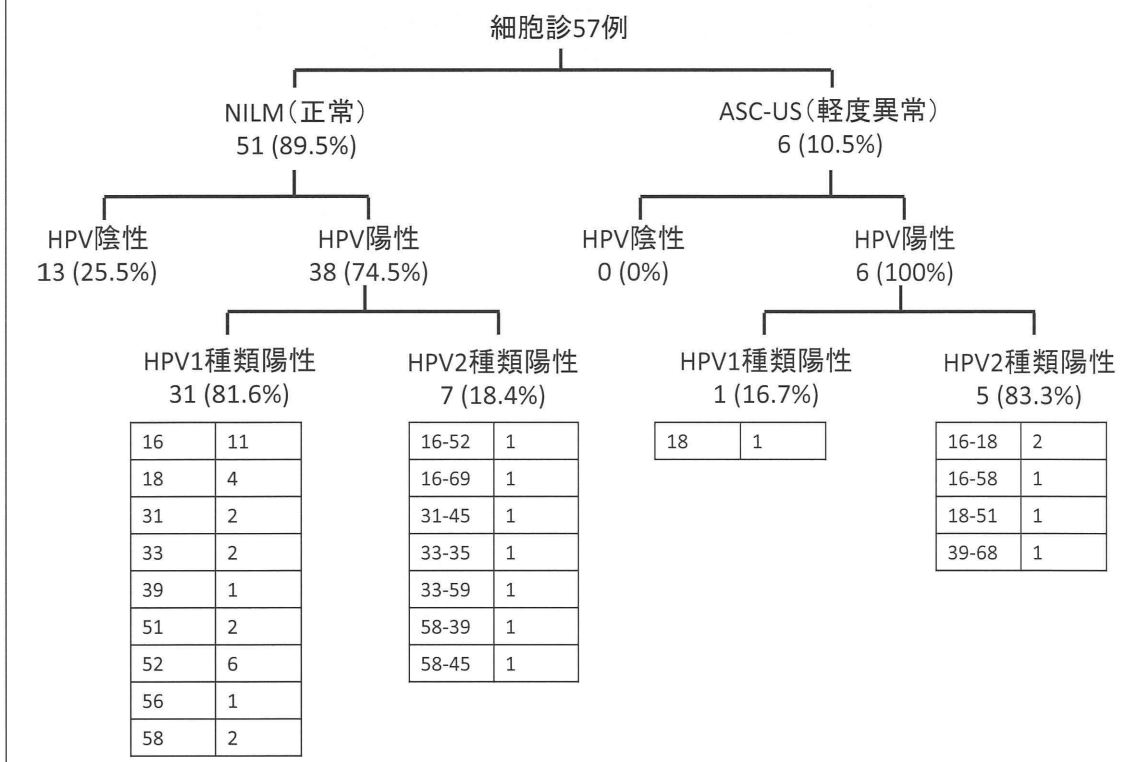 細胞診57例
NILM（正常）
51 (89.5%)
ASC-US（軽度異常）
6 (10.5%)
HPV陰性
13 (25.5%)
HPV陽性
38 (74.5%)
HPV陰性
0 (0%)
HPV陽性
6 (100%)
HPV1種類陽性
31 (81.6%)
HPV2種類陽性
7 (18.4%)
HPV1種類陽性
1 (16.7%)
HPV2種類陽性
5 (83.3%)
16 11
18 4
31 2
33 2
39 1
51 2
52 6
56 1
58 2
16-52 1
16-69 1
31-45 1
33-35 1
33-59 1
58-39 1
58-45 1
18 1
16-18 2
16-58 1
18-51 1
39-68 1